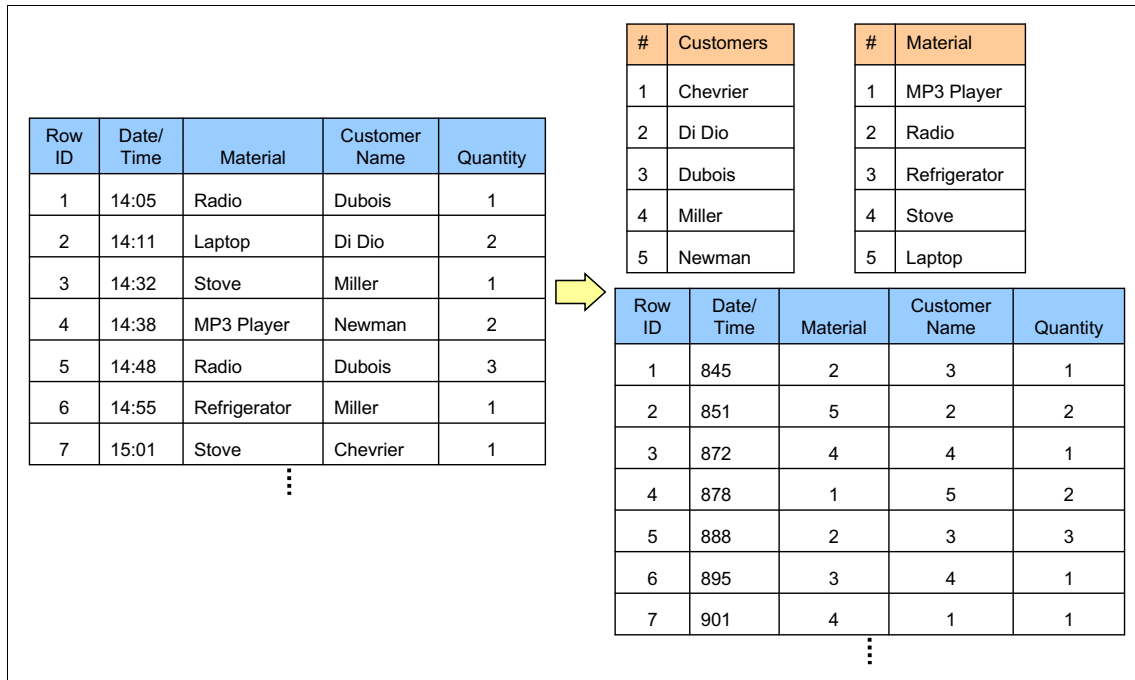 Row ID Date/ Time Material Customer Name Quantity
1 14:05 Radio Dubois 1
2 14:11 Laptop Di Dio 2
3 14:32 Stove Miller 1
4 14:38 MP3 Player Newman 2
5 14:48 Radio Dubois 3
6 14:55 Refrigerator Miller 1
7 15:01 Stove Chevrier 1
# Customers
1 Chevrier
2 Di Dio
3 Dubois
4 Miller
5 Newman
# Material
1 MP3 Player
2 Radio
3 Refrigerator
4 Stove
5 Laptop
Row ID Date/ Time Material Customer Name Quantity
1 845 2 3 1
2 851 5 2 2
3 872 4 4 1
4 878 1 5 2
5 888 2 3 3
6 895 3 4 1
7 901 4 1 1